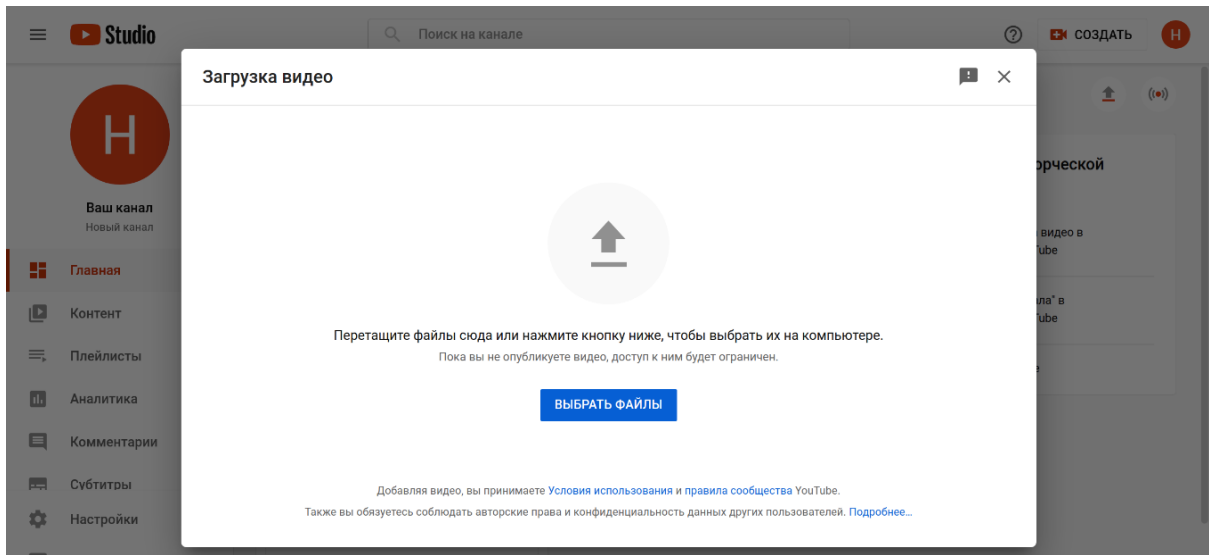 Studio
Поиск на канале
СОЗДАТЬ
Н
Загрузка видео
Н
Ваш канал
Новый канал
Главная
Контент
Плейлисты
Аналитика
Комментарии
Субтитры
Настройки
Перетащите файлы сюда или нажмите кнопку ниже, чтобы выбрать их на компьютере.
Пока вы не опубликуете видео, доступ к ним будет ограничен.
ВЫБРАТЬ ФАЙЛЫ
Добавляя видео, вы принимаете Условия использования и правила сообщества YouTube.
Также вы обязуетесь соблюдать авторские права и конфиденциальность данных других пользователей. Подробнее…
видео в
в